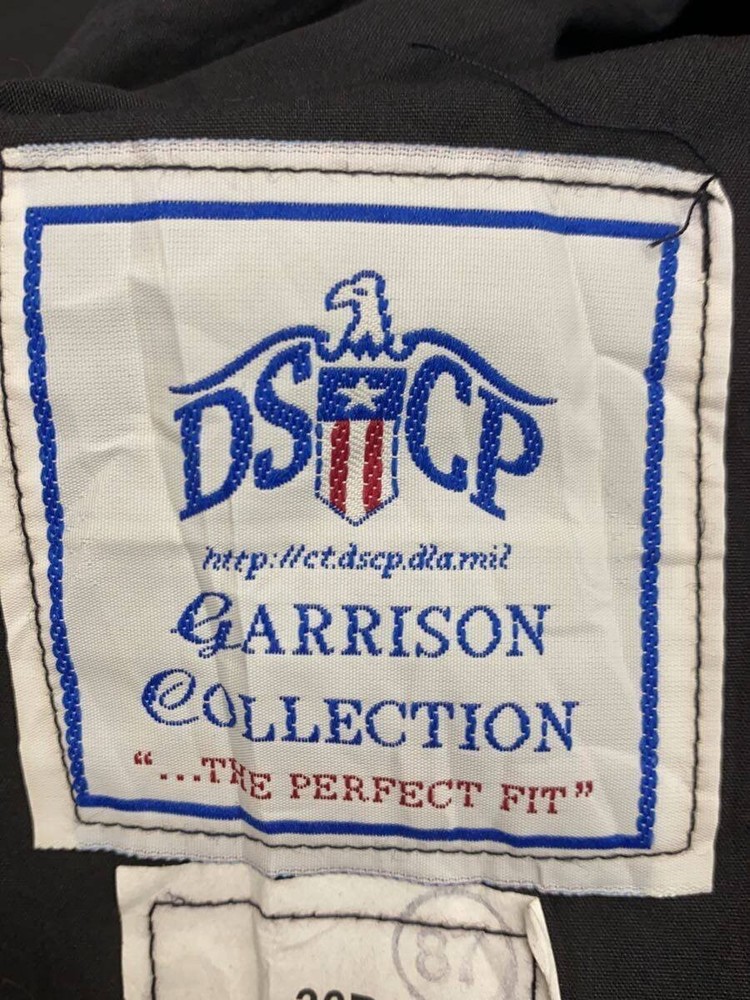 DSCP
http://ct.dscp.dla.mil
GARRISON
COLLECTION
“...THE PERFECT FIT”
87